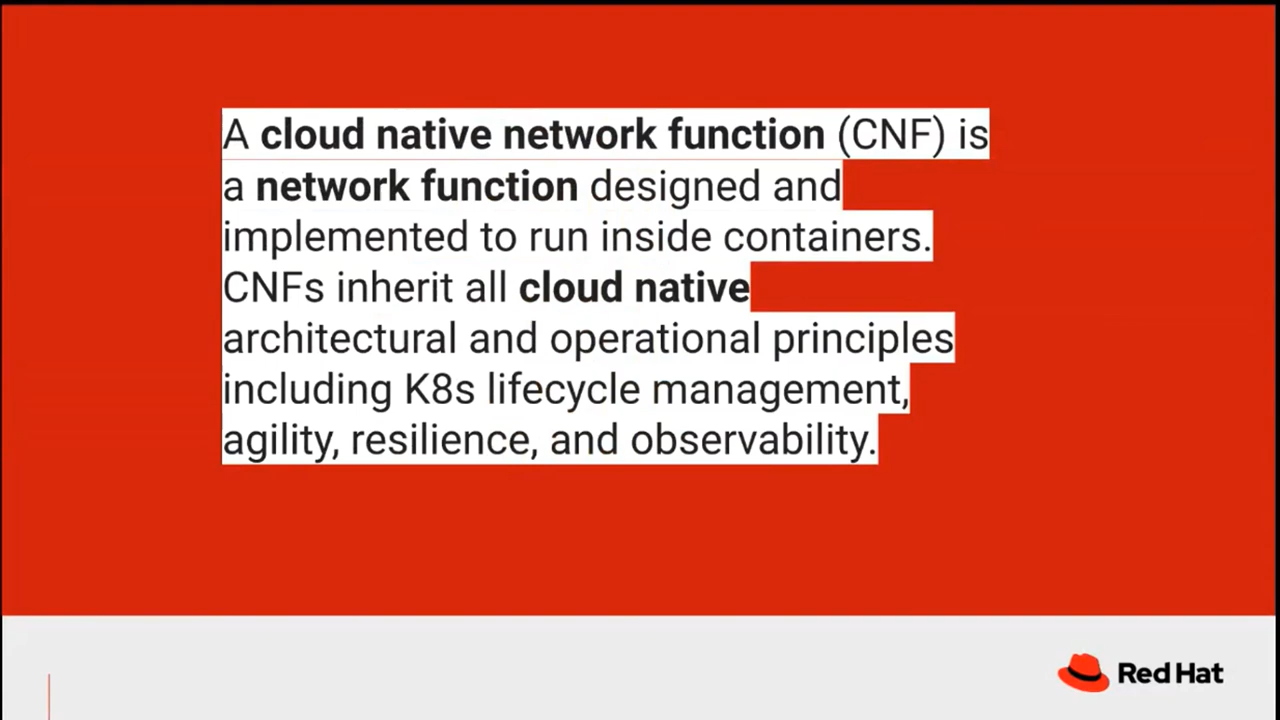 A cloud native network function (CNF) is
a network function designed and
implemented to run inside containers.
CNFs inherit all cloud native
architectural and operational principles
including K8s lifecycle management,
agility, resilience, and observability.
Red Hat